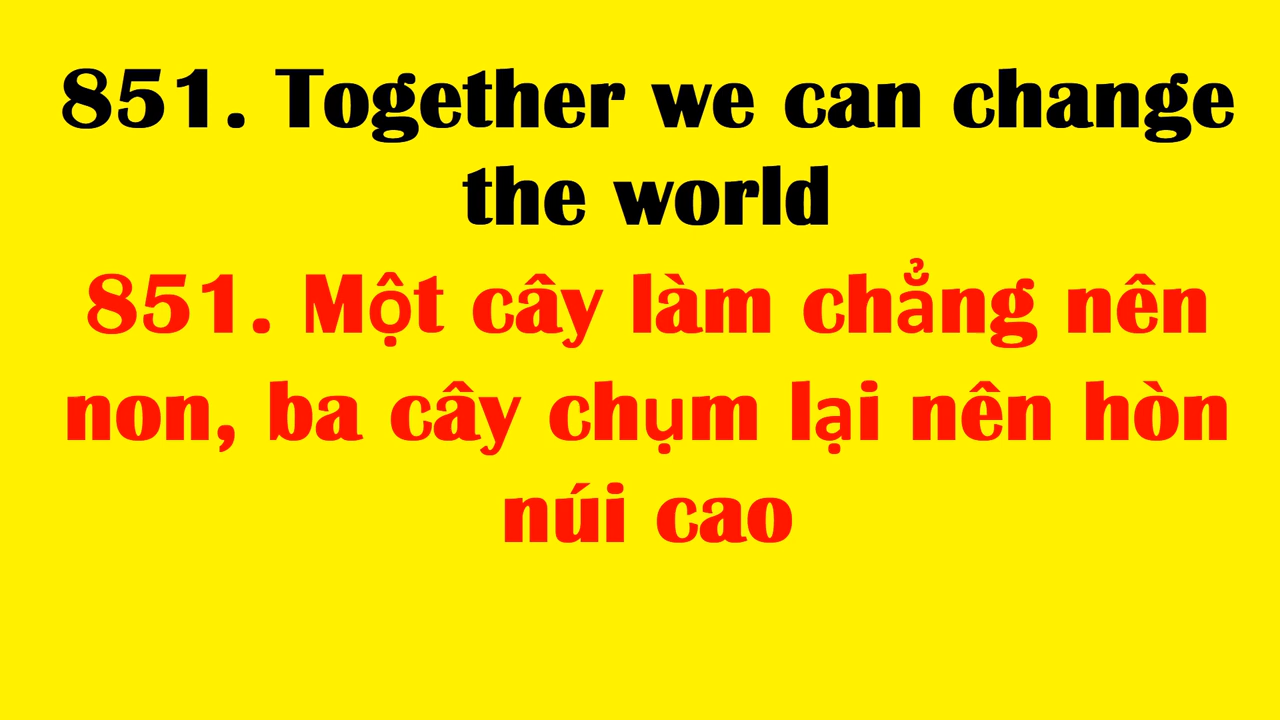 851. Together we can change
the world
851. Một cây làm chẳng nên
non, ba cây chụm lại nên hòn
núi cao